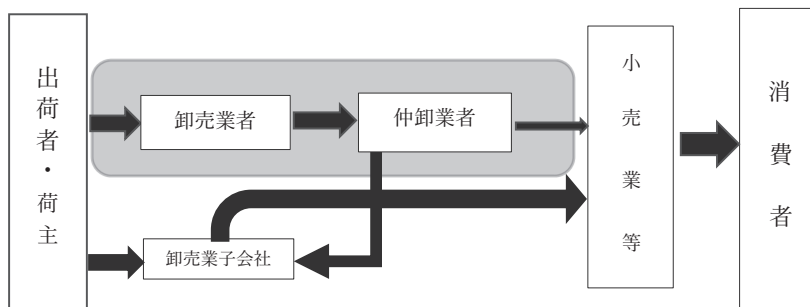 出荷者・荷主
卸売業者
仲卸業者
卸売業子会社
小売業等
消費者